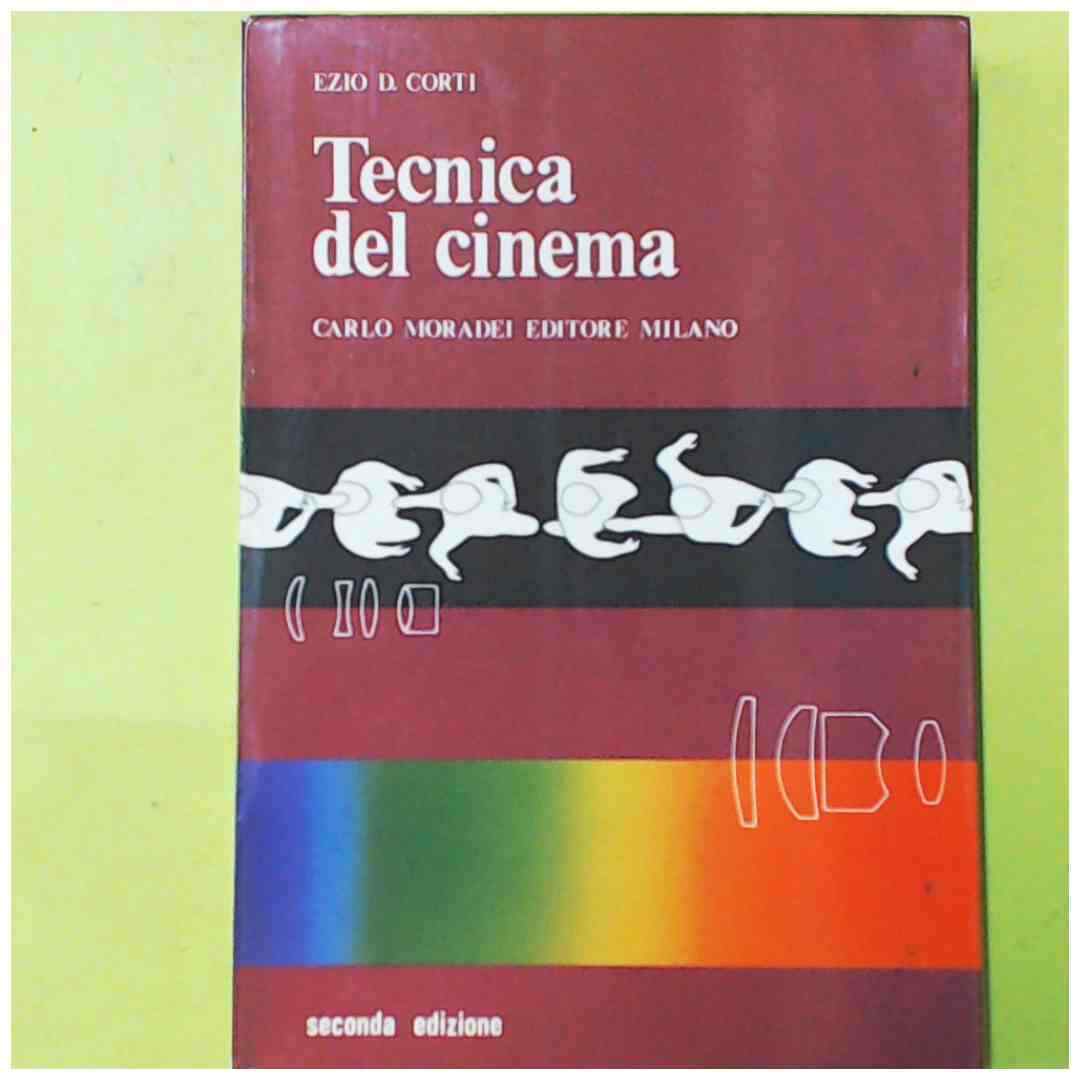 EZIO D. CORTI
Tecnica
del cinema
CARLO MORADEI EDITORE MILANO
seconda edizione